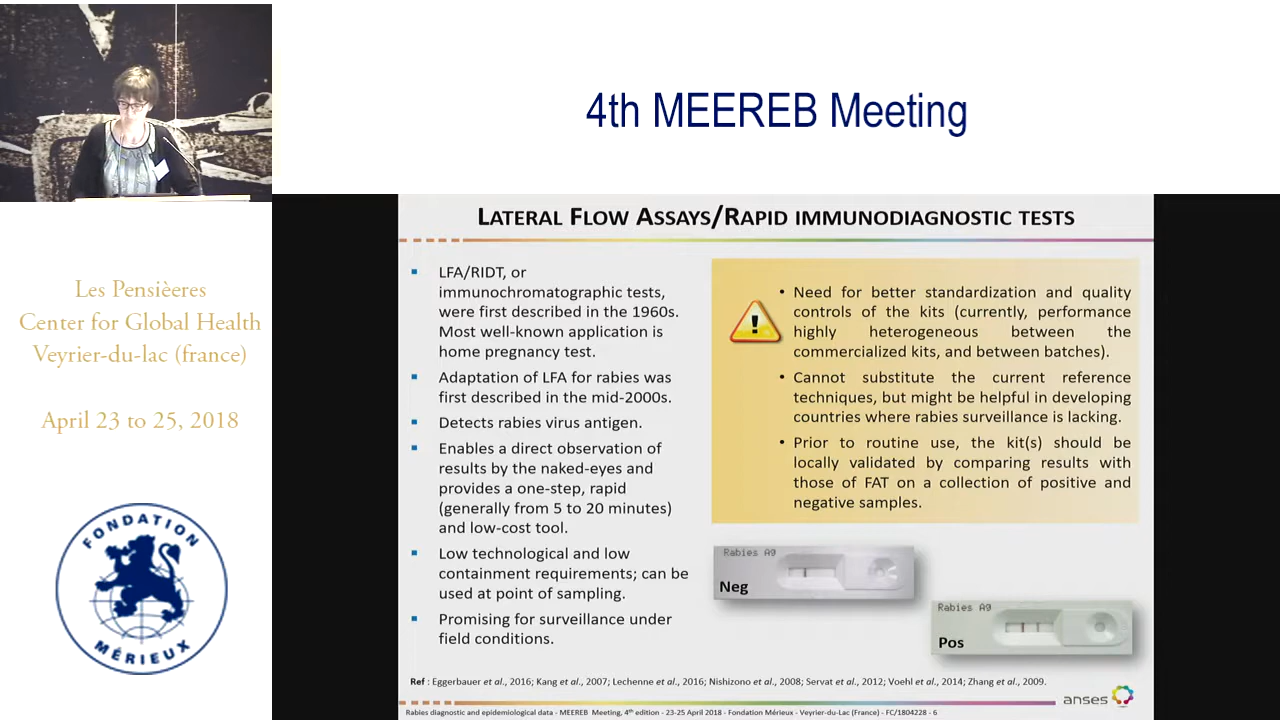 4th MEEREB Meeting
Les Pensièeres
Center for Global Health
Veyrier-du-lac (france)
April 23 to 25, 2018
FONDATION
MÉRIEUX
LATERAL FLOW ASSAYS/RAPID IMMUNODIAGNOSTIC TESTS
LFA/RIDT, or
immunochromatographic tests,
were first described in the 1960s.
Most well-known application is
home pregnancy test.
Adaptation of LFA for rabies was
first described in the mid-2000s.
Detects rabies virus antigen.
Enables a direct observation of
results by the naked-eyes and
provides a one-step, rapid
(generally from 5 to 20 minutes)
and low-cost tool.
Low technological and low
containment requirements; can be
used at point of sampling.
Promising for surveillance under
field conditions.
• Need for better standardization and quality
controls of the kits (currently, performance
highly heterogeneous between the
commercialized kits, and between batches).
• Cannot substitute the current reference
techniques, but might be helpful in developing
countries where rabies surveillance is lacking.
• Prior to routine use, the kit(s) should be
locally validated by comparing results with
those of FAT on a collection of positive and
negative samples.
Rabies A9
Neg
Rabies A9
Pos
Ref : Eggerbauer et al., 2016; Kang et al., 2007; Lechenne et al., 2016; Nishizono et al., 2008; Servat et al., 2012; Voehl et al., 2014; Zhang et al., 2009.
anses
Rabies diagnostic and epidemiological data - MEEREB Meeting, 4th edition - 23-25 April 2018 - Fondation Mérieux - Veyrier-du-Lac (France) - FC/1804228 - 6